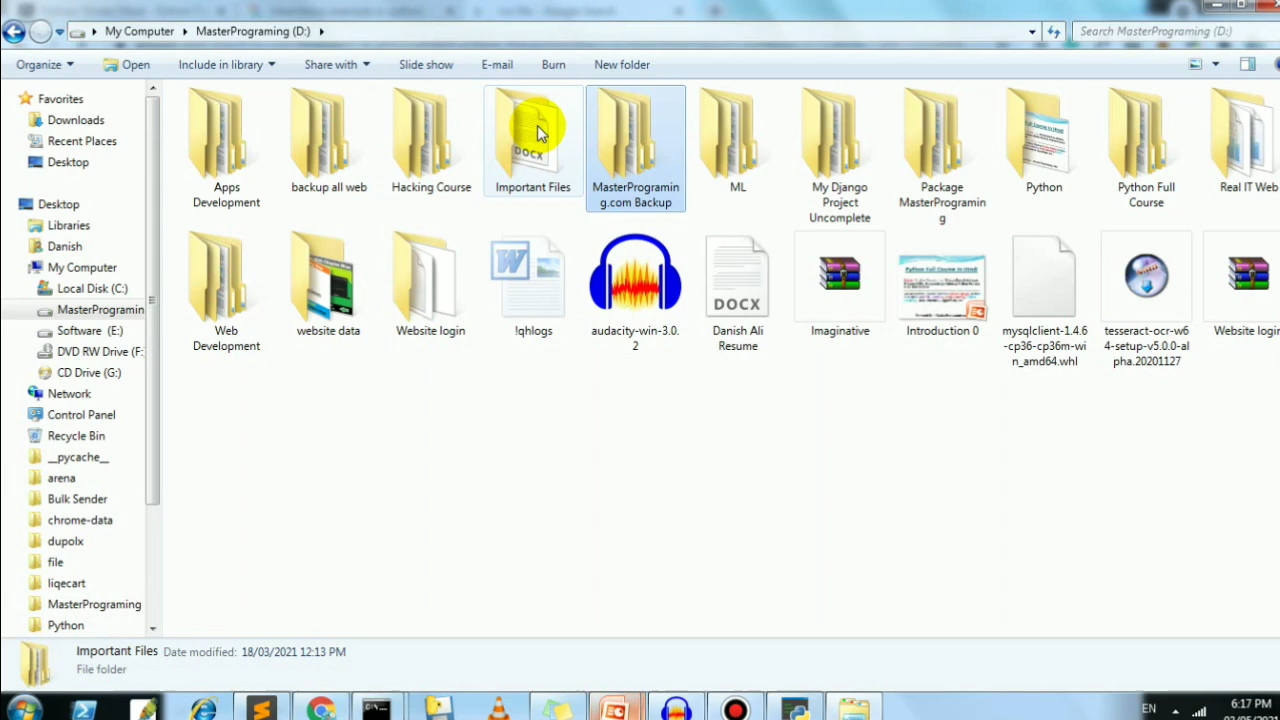 My Computer
MasterPrograming (D:)
Search MasterPrograming (D:)
Organize
Open
Include in library
Share with
Slide show
E-mail
Burn
New folder
Favorites
Downloads
Recent Places
Desktop
Desktop
Libraries
Danish
My Computer
Local Disk (C:)
MasterProgramin
Software (E:)
DVD RW Drive (F:
CD Drive (G:)
Network
Control Panel
Recycle Bin
__pycache__
arena
Bulk Sender
chrome-data
dupolx
file
liqecart
MasterPrograming
Python
Apps
Development
backup all web
Hacking Course
DOCX
Important Files
MasterPrograming
g.com Backup
ML
My Django
Project
Uncomplete
Package
MasterProgramin
g
Python
Python Full
Course
Real IT Web
Web
Development
website data
Website login
!qhlogs
audacity-win-3.0.
2
DOCX
Danish Ali
Resume
Imaginative
Python Full Course In Hindi
Introduction 0
mysqlclient-1.4.6
-cp36-cp36m-wi
n_amd64.whl
tesseract-ocr-w6
4-setup-v5.0.0-al
pha.20201127
Website login
Important Files
Date modified: 18/03/2021 12:13 PM
File folder
EN
6:17 PM